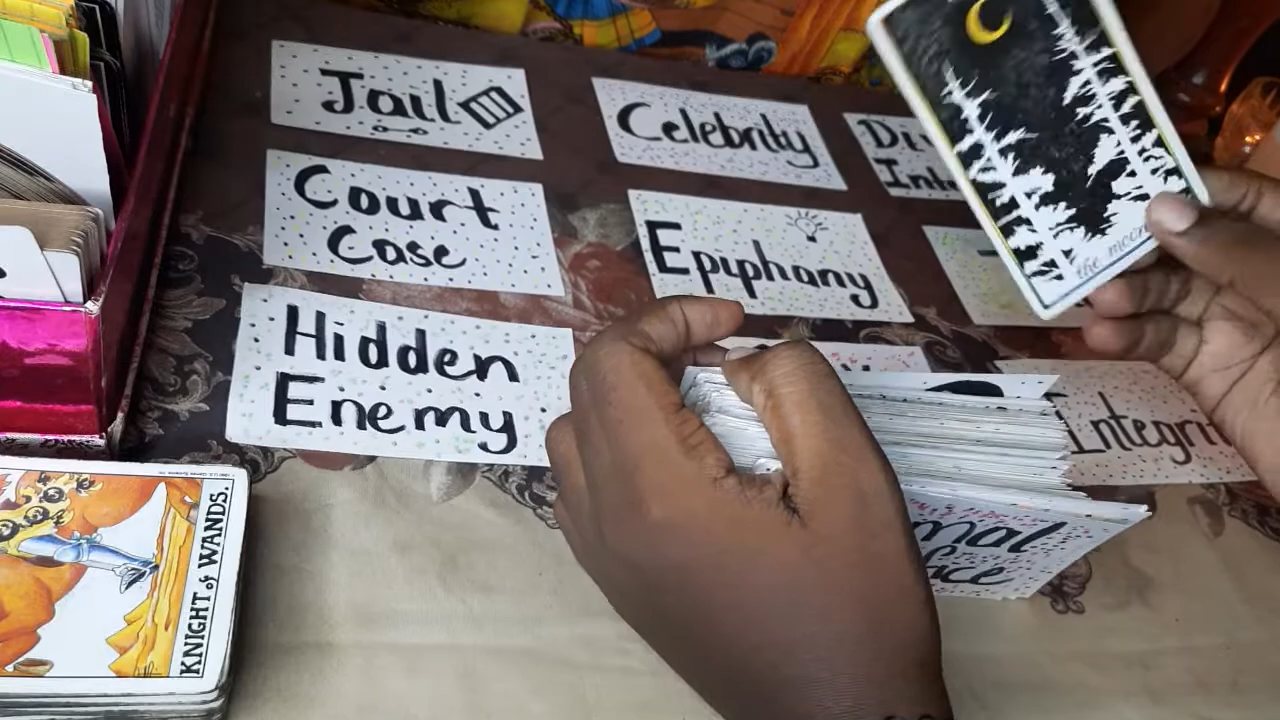 Jail
Celebrity
the moon
Court
Case
Epiphany
Hidden
Enemy
KNIGHT of WANDS.